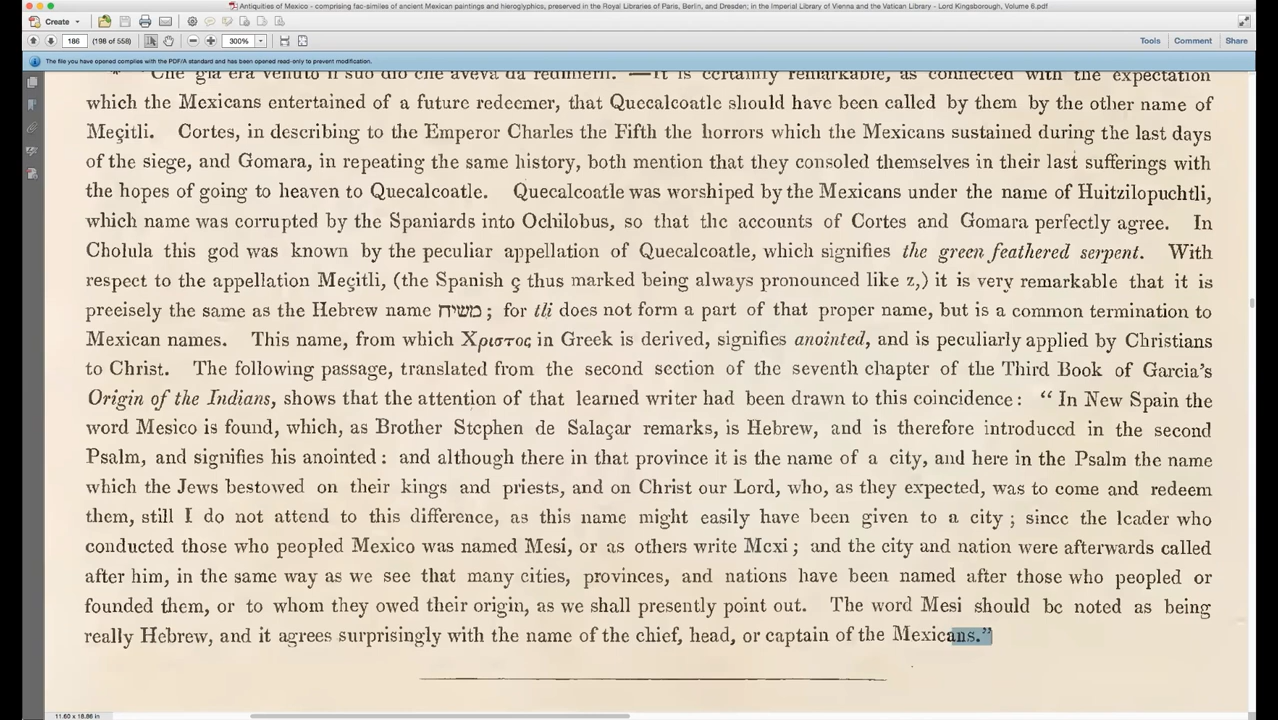 Antiquities of Mexico - comprising fac-similes of ancient Mexican paintings and hieroglyphics, preserved in the Royal Libraries of Paris, Berlin, and Dresden; in the Imperial Library of Vienna and the Vatican Library - Lord Kingsborough, Volume 6.pdf
Create
186 (198 of 558) 300% Tools Comment Share
The file you have opened complies with the PDF/A standard and has been opened read-only to prevent modification.
* "Che gia era venuto il suo dio che aveva da redimerli." —It is certainly remarkable, as connected with the expectation
which the Mexicans entertained of a future redeemer, that Quecalcoatle should have been called by them by the other name of
Meçitli. Cortes, in describing to the Emperor Charles the Fifth the horrors which the Mexicans sustained during the last days
of the siege, and Gomara, in repeating the same history, both mention that they consoled themselves in their last sufferings with
the hopes of going to heaven to Quecalcoatle. Quecalcoatle was worshiped by the Mexicans under the name of Huitzilopuchtli,
which name was corrupted by the Spaniards into Ochilobus, so that the accounts of Cortes and Gomara perfectly agree. In
Cholula this god was known by the peculiar appellation of Quecalcoatle, which signifies the green feathered serpent. With
respect to the appellation Meçitli, (the Spanish ç thus marked being always pronounced like z,) it is very remarkable that it is
precisely the same as the Hebrew name משיח ; for tli does not form a part of that proper name, but is a common termination to
Mexican names. This name, from which Χριστος in Greek is derived, signifies anointed, and is peculiarly applied by Christians
to Christ. The following passage, translated from the second section of the seventh chapter of the Third Book of Garcia's
Origin of the Indians, shows that the attention of that learned writer had been drawn to this coincidence: "In New Spain the
word Mesico is found, which, as Brother Stephen de Salaçar remarks, is Hebrew, and is therefore introduced in the second
Psalm, and signifies his anointed: and although there in that province it is the name of a city, and here in the Psalm the name
which the Jews bestowed on their kings and priests, and on Christ our Lord, who, as they expected, was to come and redeem
them, still I do not attend to this difference, as this name might easily have been given to a city; since the leader who
conducted those who peopled Mexico was named Mesi, or as others write Mexi; and the city and nation were afterwards called
after him, in the same way as we see that many cities, provinces, and nations have been named after those who peopled or
founded them, or to whom they owed their origin, as we shall presently point out. The word Mesi should be noted as being
really Hebrew, and it agrees surprisingly with the name of the chief, head, or captain of the Mexicans."
11.60 x 18.86 in